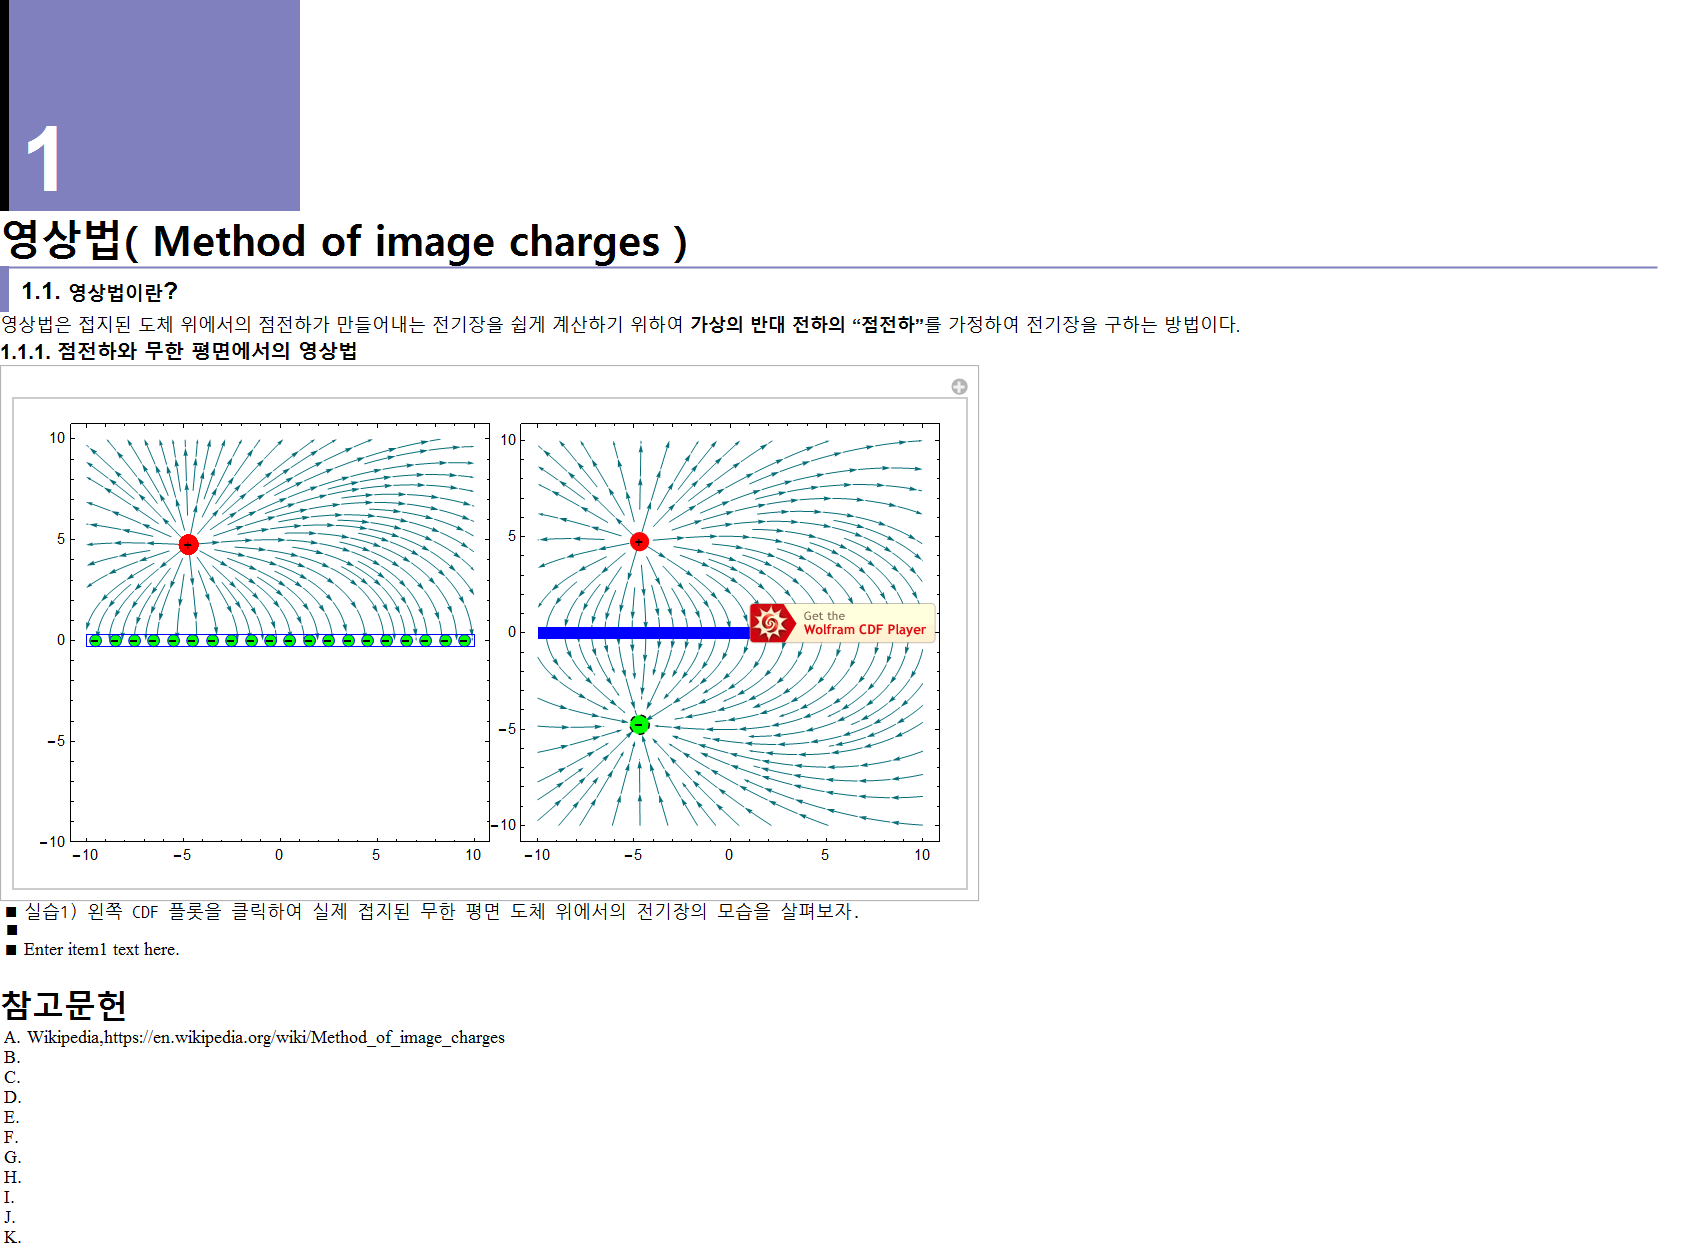 1
영상법( Method of image charges )
1.1. 영상법이란?
영상법은 접지된 도체 위에서의 점전하가 만들어내는 전기장을 쉽게 계산하기 위하여 가상의 반대 전하의 “점전하”를 가정하여 전기장을 구하는 방법이다.
1.1.1. 점전하와 무한 평면에서의 영상법
10
5
0
−5
−10
−10 −5 0 5 10
10
5
0
−5
−10
−10 −5 0 5 10
Get the
Wolfram CDF Player
■ 실습1) 왼쪽 CDF 플롯을 클릭하여 실제 접지된 무한 평면 도체 위에서의 전기장의 모습을 살펴보자.
■
■ Enter item1 text here.
참고문헌
A. Wikipedia,https://en.wikipedia.org/wiki/Method_of_image_charges
B.
C.
D.
E.
F.
G.
H.
I.
J.
K.